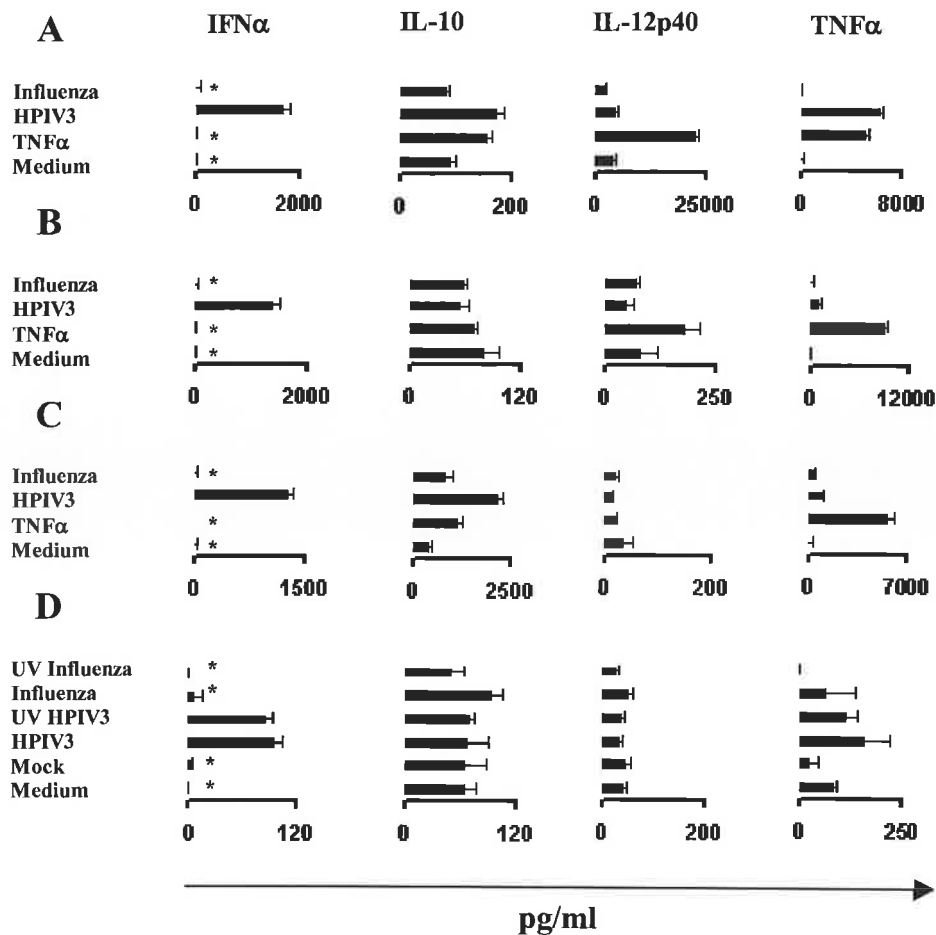 A IFNα IL-10 IL-12p40 TNFα
Influenza *
HPIV3
TNFα *
Medium *
0 2000 0 200 0 25000 0 8000
B
Influenza *
HPIV3
TNFα *
Medium *
0 2000 0 120 0 250 0 12000
C
Influenza *
HPIV3
TNFα *
Medium *
0 1500 0 2500 0 200 0 7000
D
UV Influenza *
Influenza *
UV HPIV3
HPIV3
Mock *
Medium *
0 120 0 120 0 200 0 250
pg/ml